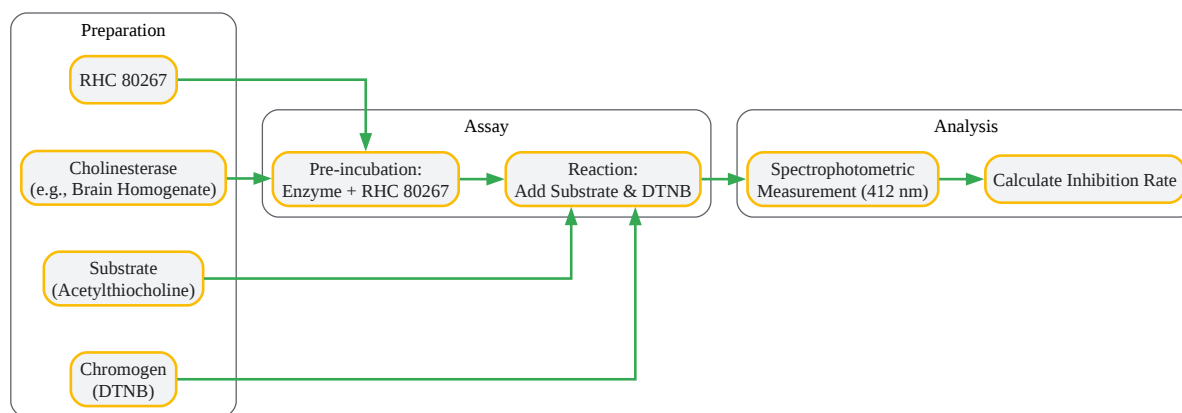 Preparation
RHC 80267
Cholinesterase
(e.g., Brain Homogenate)
Substrate
(Acetylthiocholine)
Chromogen
(DTNB)
Assay
Pre-incubation:
Enzyme + RHC 80267
Reaction:
Add Substrate & DTNB
Analysis
Spectrophotometric
Measurement (412 nm)
Calculate Inhibition Rate